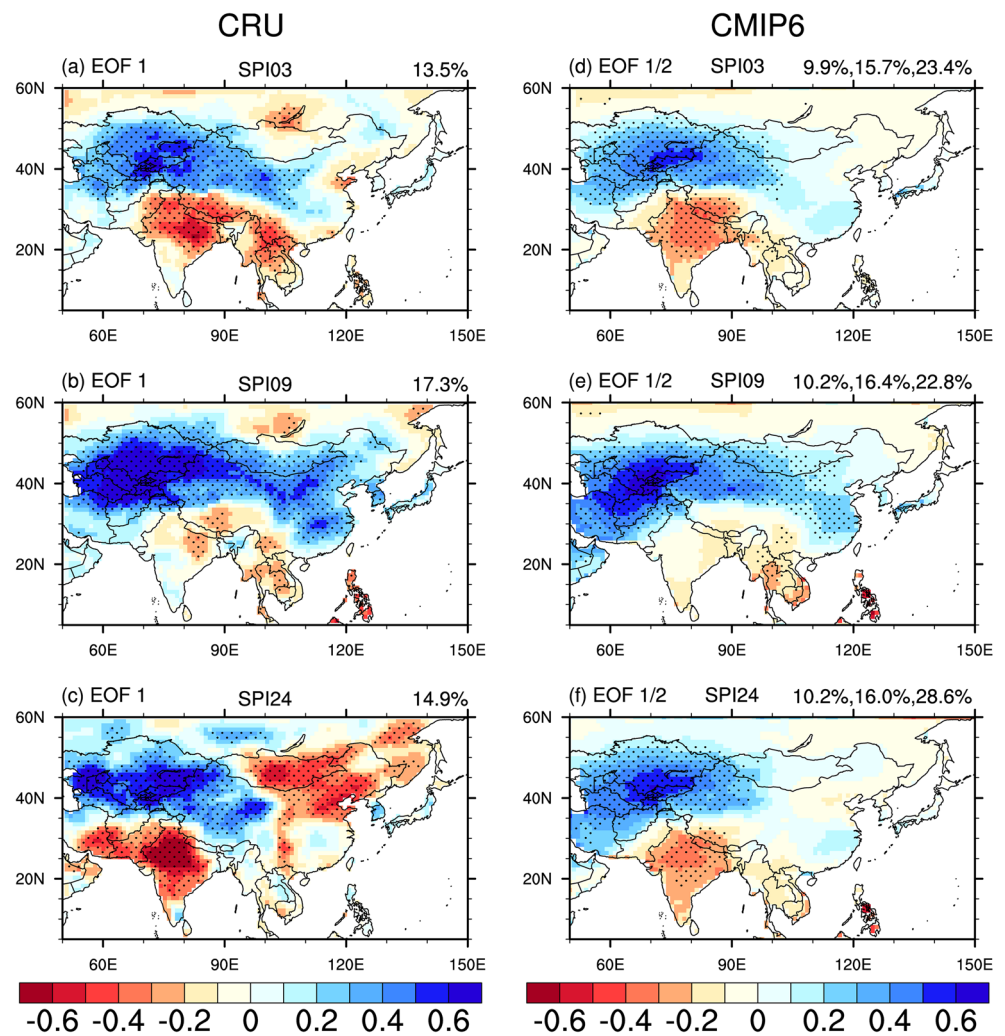 CRU CMIP6
(a) EOF 1 SPI03 13.5% (d) EOF 1/2 SPI03 9.9%,15.7%,23.4%
60N 60N
40N 40N
20N 20N
60E 90E 120E 150E 60E 90E 120E 150E
(b) EOF 1 SPI09 17.3% (e) EOF 1/2 SPI09 10.2%,16.4%,22.8%
60N 60N
40N 40N
20N 20N
60E 90E 120E 150E 60E 90E 120E 150E
(c) EOF 1 SPI24 14.9% (f) EOF 1/2 SPI24 10.2%,16.0%,28.6%
60N 60N
40N 40N
20N 20N
60E 90E 120E 150E 60E 90E 120E 150E
-0.6 -0.4 -0.2 0 0.2 0.4 0.6 -0.6 -0.4 -0.2 0 0.2 0.4 0.6